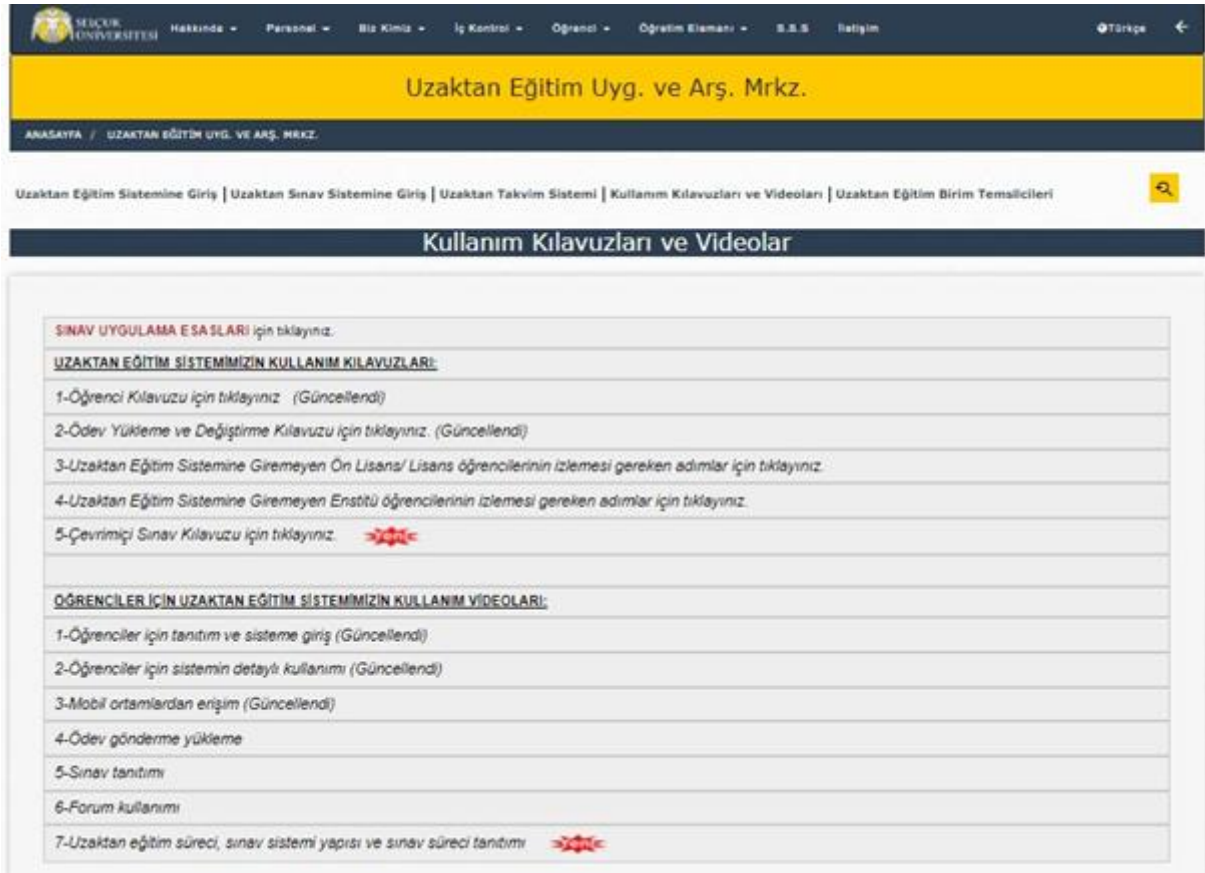 SELÇUK
ÜNİVERSİTESİ
Hakkında Personel Biz Kimiz İç Kontrol Öğrenci Öğretim Elemanı S.S.S İletişim Türkçe
Uzaktan Eğitim Uyg. ve Arş. Mrkz.
ANASAYFA / UZAKTAN EĞİTİM UYG. VE ARŞ. MRKZ.
Uzaktan Eğitim Sistemine Giriş | Uzaktan Sınav Sistemine Giriş | Uzaktan Takvim Sistemi | Kullanım Kılavuzları ve Videoları | Uzaktan Eğitim Birim Temsilcileri
Kullanım Kılavuzları ve Videolar
SINAV UYGULAMA ESASLARI için tıklayınız.
UZAKTAN EĞİTİM SİSTEMİMİZİN KULLANIM KILAVUZLARI:
1-Öğrenci Kılavuzu için tıklayınız (Güncellendi)
2-Ödev Yükleme ve Değiştirme Kılavuzu için tıklayınız. (Güncellendi)
3-Uzaktan Eğitim Sistemine Giremeyen Ön Lisans/ Lisans öğrencilerinin izlemesi gereken adımlar için tıklayınız.
4-Uzaktan Eğitim Sistemine Giremeyen Enstitü öğrencilerinin izlemesi gereken adımlar için tıklayınız.
5-Çevrimiçi Sınav Kılavuzu için tıklayınız. Yeni
ÖĞRENCİLER İÇİN UZAKTAN EĞİTİM SİSTEMİMİZİN KULLANIM VİDEOLARI:
1-Öğrenciler için tanıtım ve sisteme giriş (Güncellendi)
2-Öğrenciler için sistemin detaylı kullanımı (Güncellendi)
3-Mobil ortamlardan erişim (Güncellendi)
4-Ödev gönderme yükleme
5-Sınav tanıtımı
6-Forum kullanımı
7-Uzaktan eğitim süreci, sınav sistemi yapısı ve sınav süreci tanıtımı Yeni